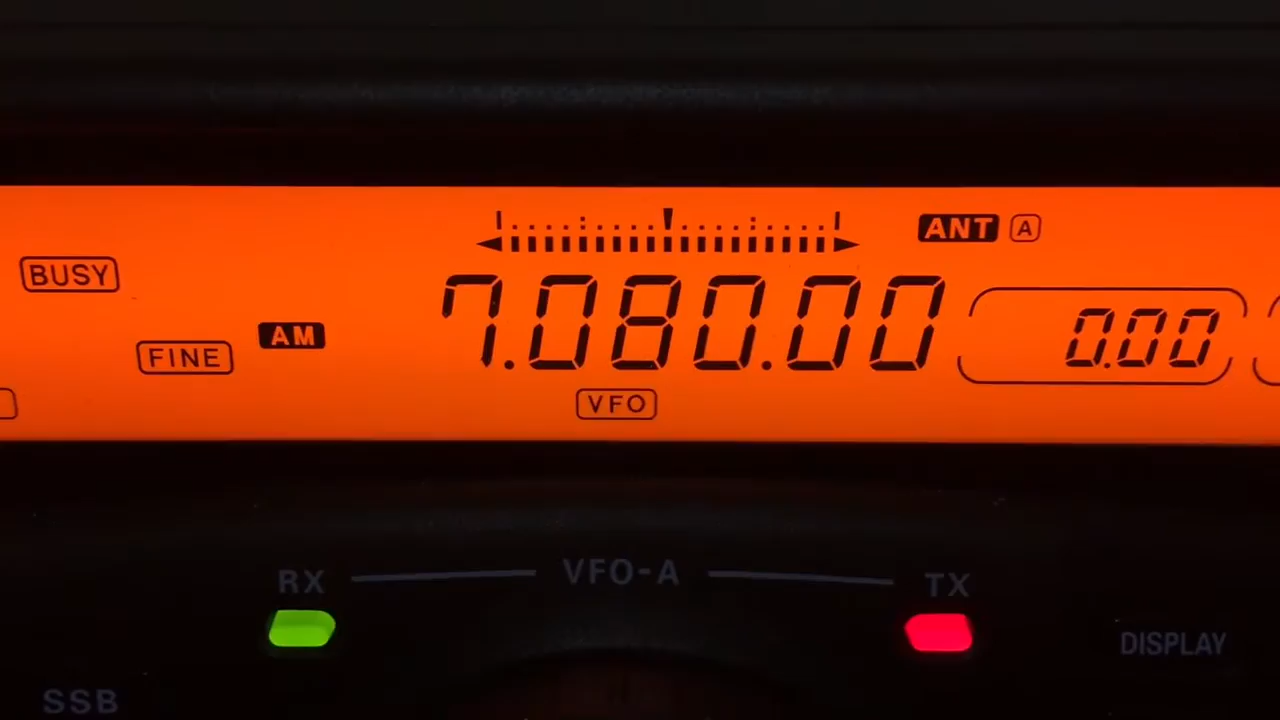 ANT A
BUSY
7.080.00
0.00
AM
FINE
VFO
RX VFO-A TX
DISPLAY
SSB